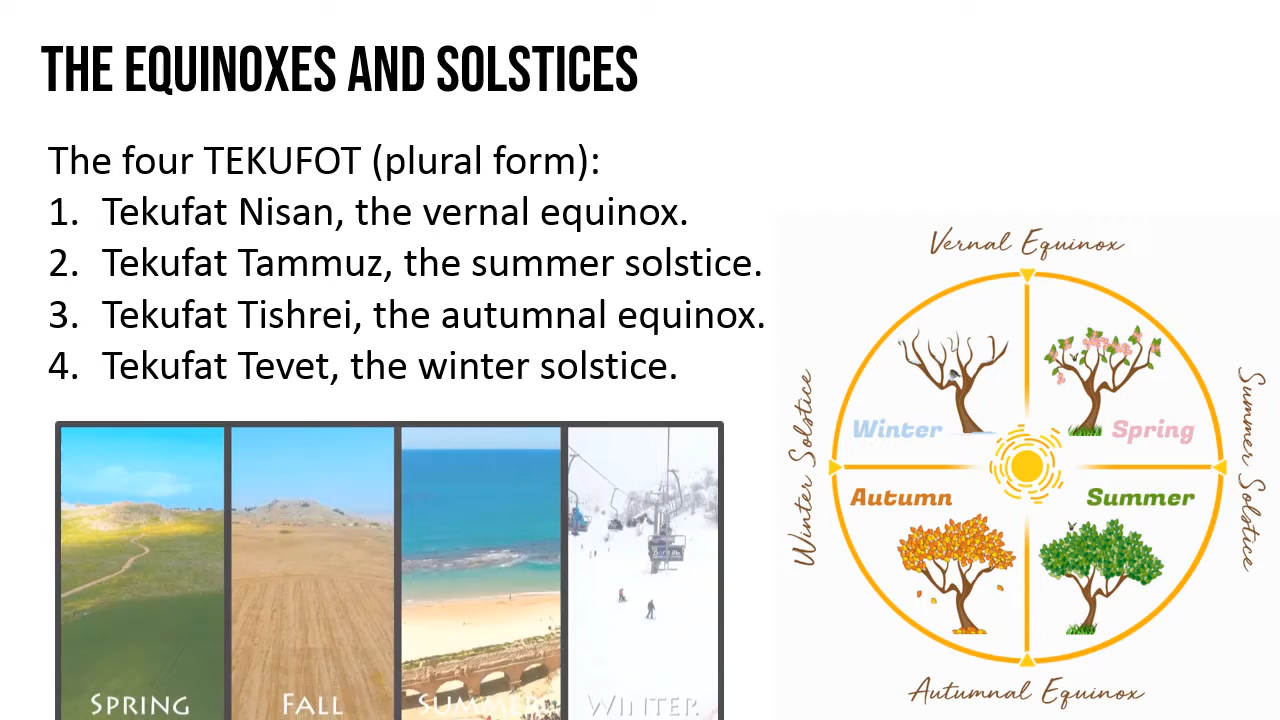 THE EQUINOXES AND SOLSTICES
The four TEKUFOT (plural form):
1. Tekufat Nisan, the vernal equinox.
2. Tekufat Tammuz, the summer solstice.
3. Tekufat Tishrei, the autumnal equinox.
4. Tekufat Tevet, the winter solstice.
Vernal Equinox
Winter Solstice
Summer Solstice
Winter
Spring
Autumn
Summer
Autumnal Equinox
SPRING
FALL
SUMMER
WINTER